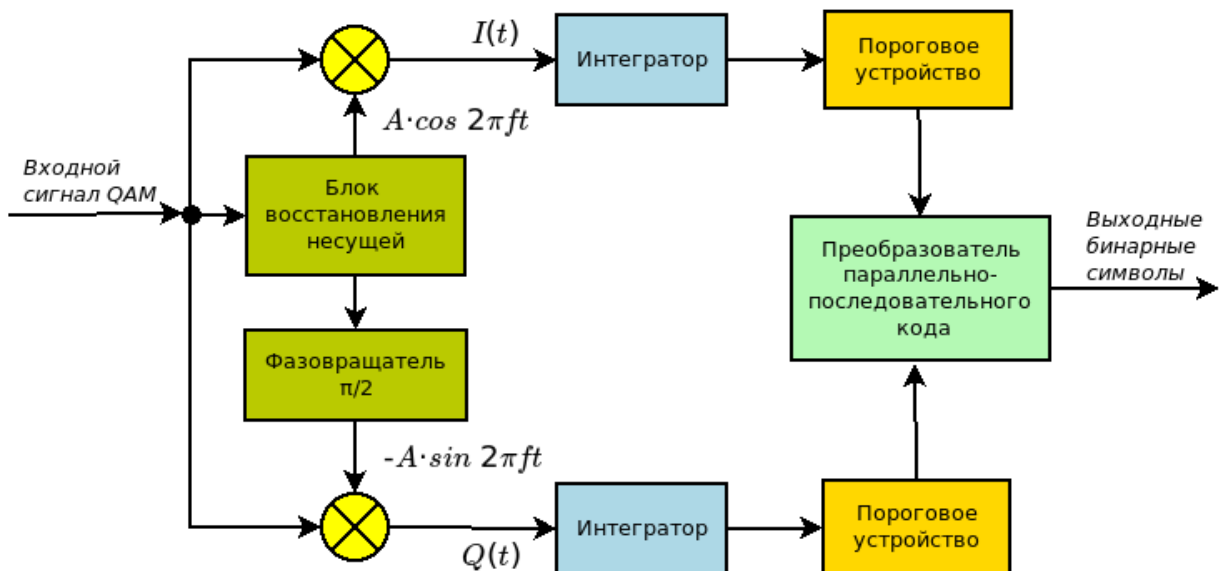 I(t)
Интегратор
Пороговое
устройство
A·cos 2πft
Входной
сигнал QAM
Блок
восстановления
несущей
Преобразователь
параллельно-
последовательного
кода
Выходные
бинарные
символы
Фазовращатель
π/2
-A·sin 2πft
Q(t)
Интегратор
Пороговое
устройство